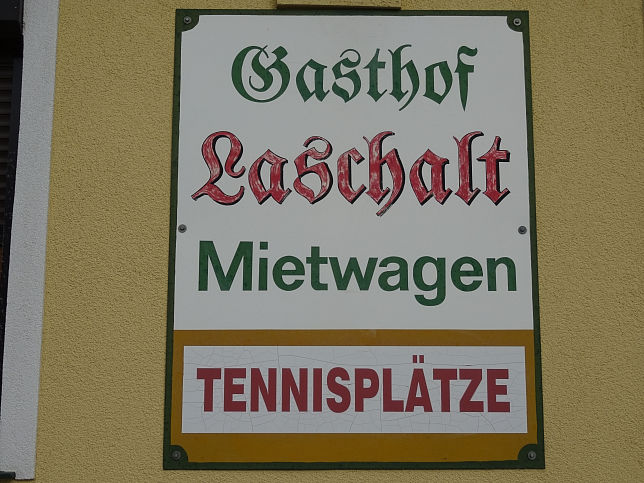 Gasthof
Laschalt
Mietwagen
TENNISPLÄTZE